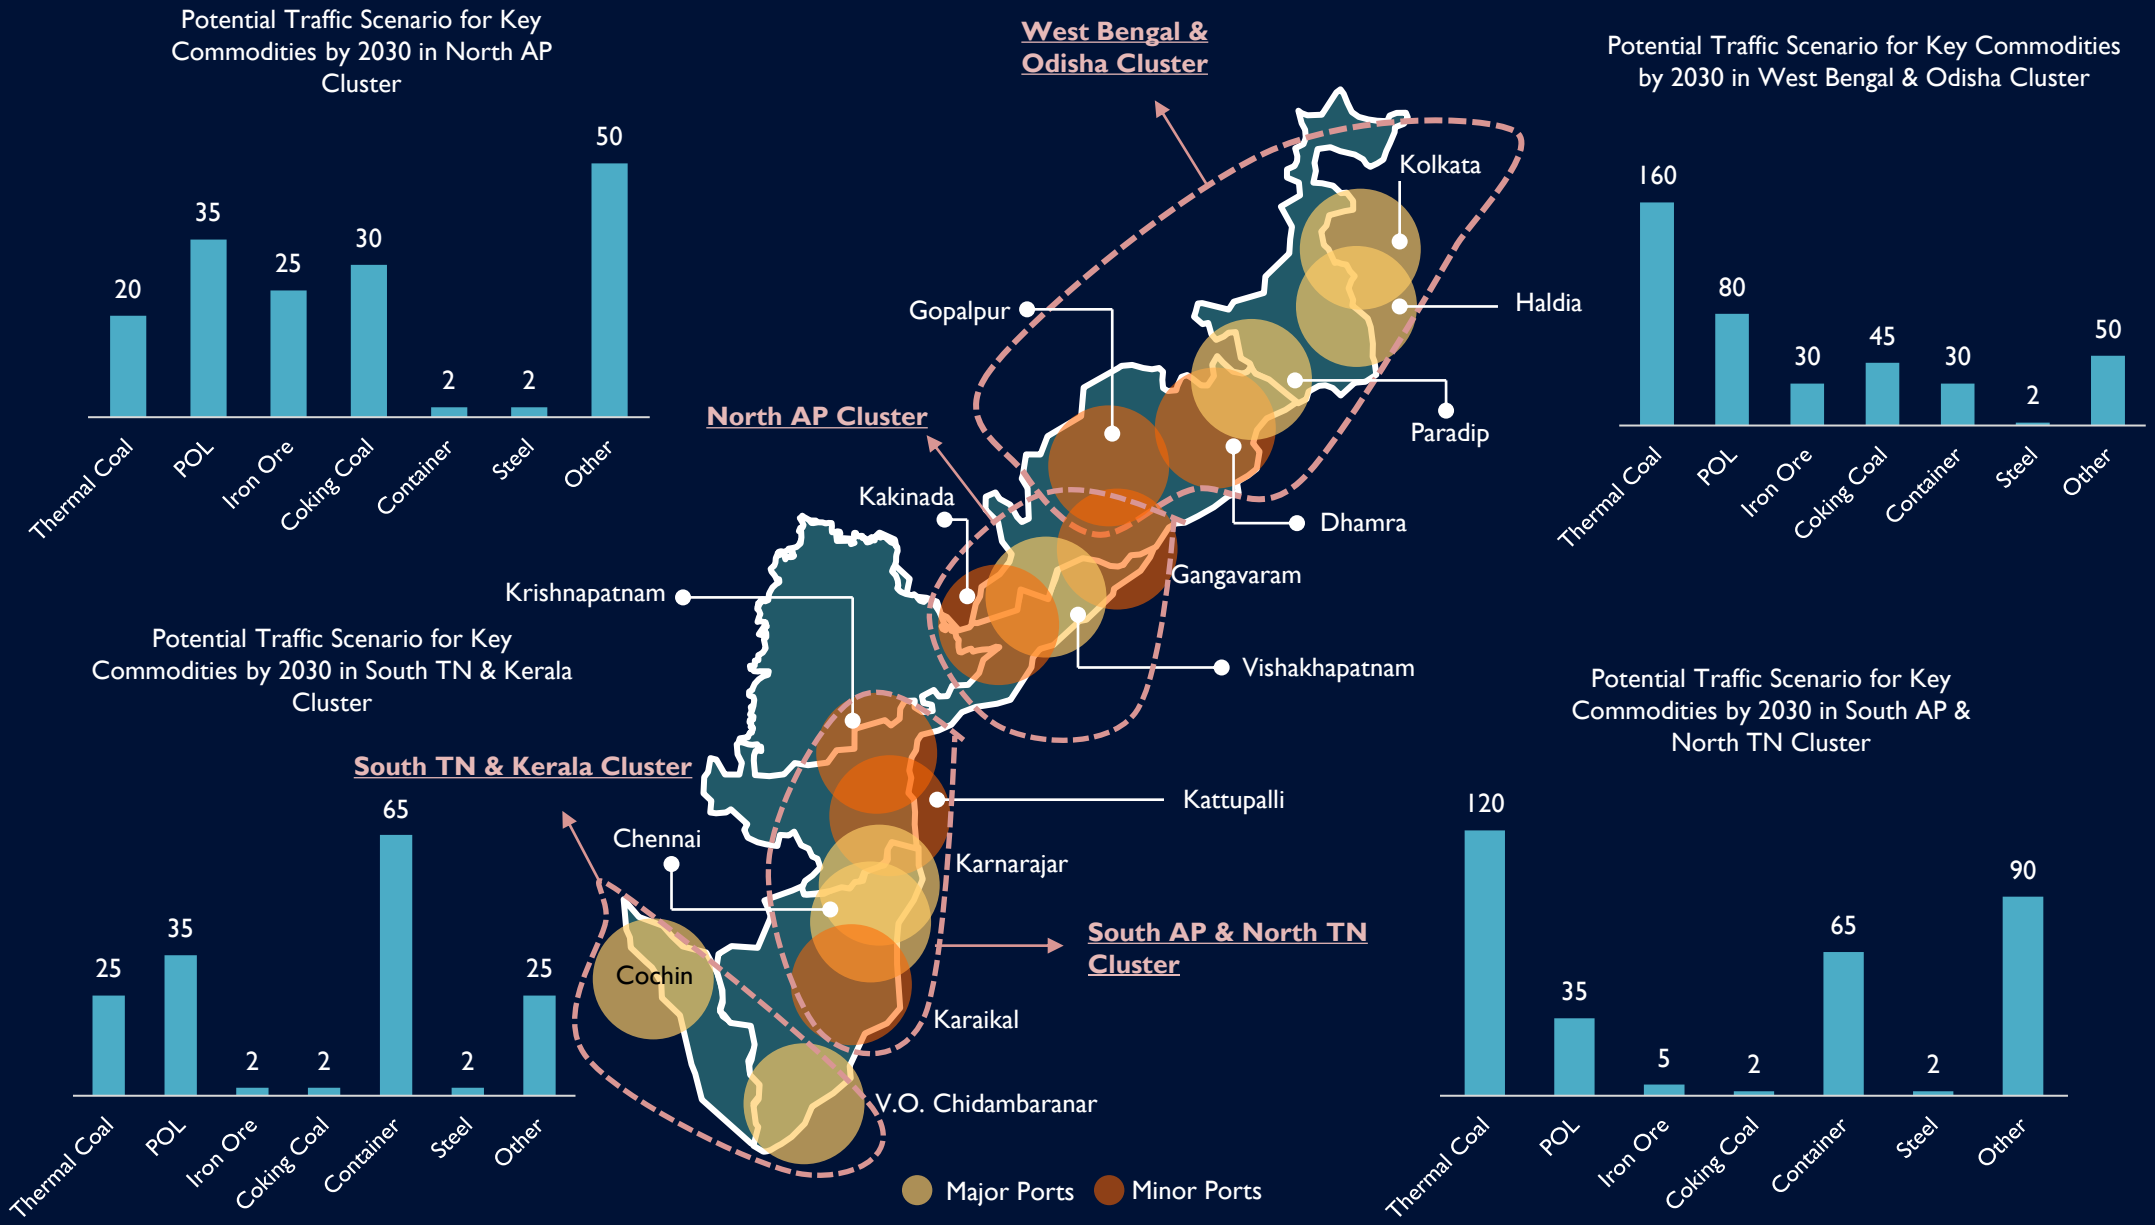 Potential Traffic Scenario for Key
Commodities by 2030 in North AP
Cluster
50
35
30
25
20
2
2
Thermal Coal
POL
Iron Ore
Coking Coal
Container
Steel
Other
West Bengal &
Odisha Cluster
Potential Traffic Scenario for Key Commodities
by 2030 in West Bengal & Odisha Cluster
160
80
30
45
30
2
50
Thermal Coal
POL
Iron Ore
Coking Coal
Container
Steel
Other
Kolkata
Haldia
Gopalpur
Paradip
North AP Cluster
Kakinada
Dhamra
Gangavaram
Krishnapatnam
Vishakhapatnam
Potential Traffic Scenario for Key
Commodities by 2030 in South TN & Kerala
Cluster
South TN & Kerala Cluster
25
35
2
2
65
2
25
Thermal Coal
POL
Iron Ore
Coking Coal
Container
Steel
Other
Kattupalli
Chennai
Karnarajar
South AP & North TN
Cluster
Cochin
Karaikal
V.O. Chidambaranar
Major Ports
Minor Ports
Potential Traffic Scenario for Key
Commodities by 2030 in South AP &
North TN Cluster
120
35
5
2
65
2
90
Thermal Coal
POL
Iron Ore
Coking Coal
Container
Steel
Other